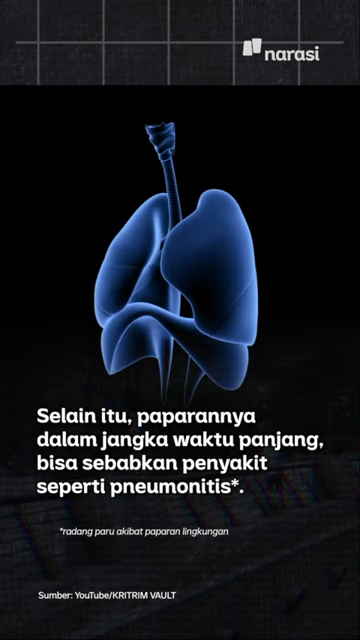 narasi
Selain itu, paparannya
dalam jangka waktu panjang,
bisa sebabkan penyakit
seperti pneumonitis*.
*radang paru akibat paparan lingkungan
Sumber: YouTube/KRITRIM VAULT